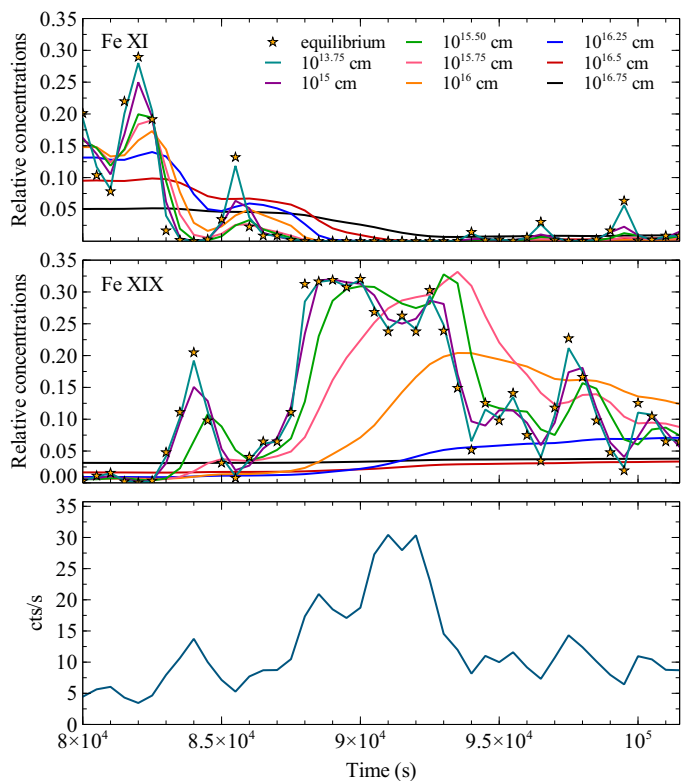 0.35
0.30
0.25
0.20
0.15
0.10
0.05
Relative concentrations
Fe XI
equilibrium
10^13.75 cm
10^15 cm
10^15.50 cm
10^15.75 cm
10^16 cm
10^16.25 cm
10^16.5 cm
10^16.75 cm
0.35
0.30
0.25
0.20
0.15
0.10
0.05
0.00
Relative concentrations
Fe XIX
35
30
25
20
15
10
5
0
cts/s
8×10^4 8.5×10^4 9×10^4 9.5×10^4 10^5
Time (s)